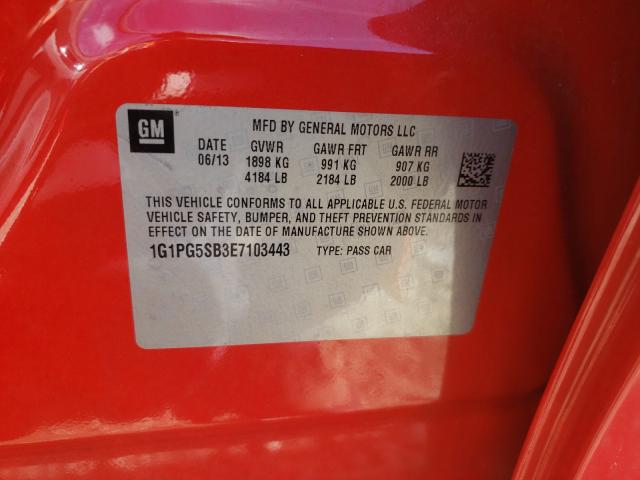 GM
MFD BY GENERAL MOTORS LLC
DATE GVWR GAWR FRT GAWR RR
06/13 1898 KG 991 KG 907 KG
4184 LB 2184 LB 2000 LB
THIS VEHICLE CONFORMS TO ALL APPLICABLE U.S. FEDERAL MOTOR
VEHICLE SAFETY, BUMPER, AND THEFT PREVENTION STANDARDS IN
EFFECT ON THE DATE OF MANUFACTURE SHOWN ABOVE.
1G1PG5SB3E7103443 TYPE: PASS CAR